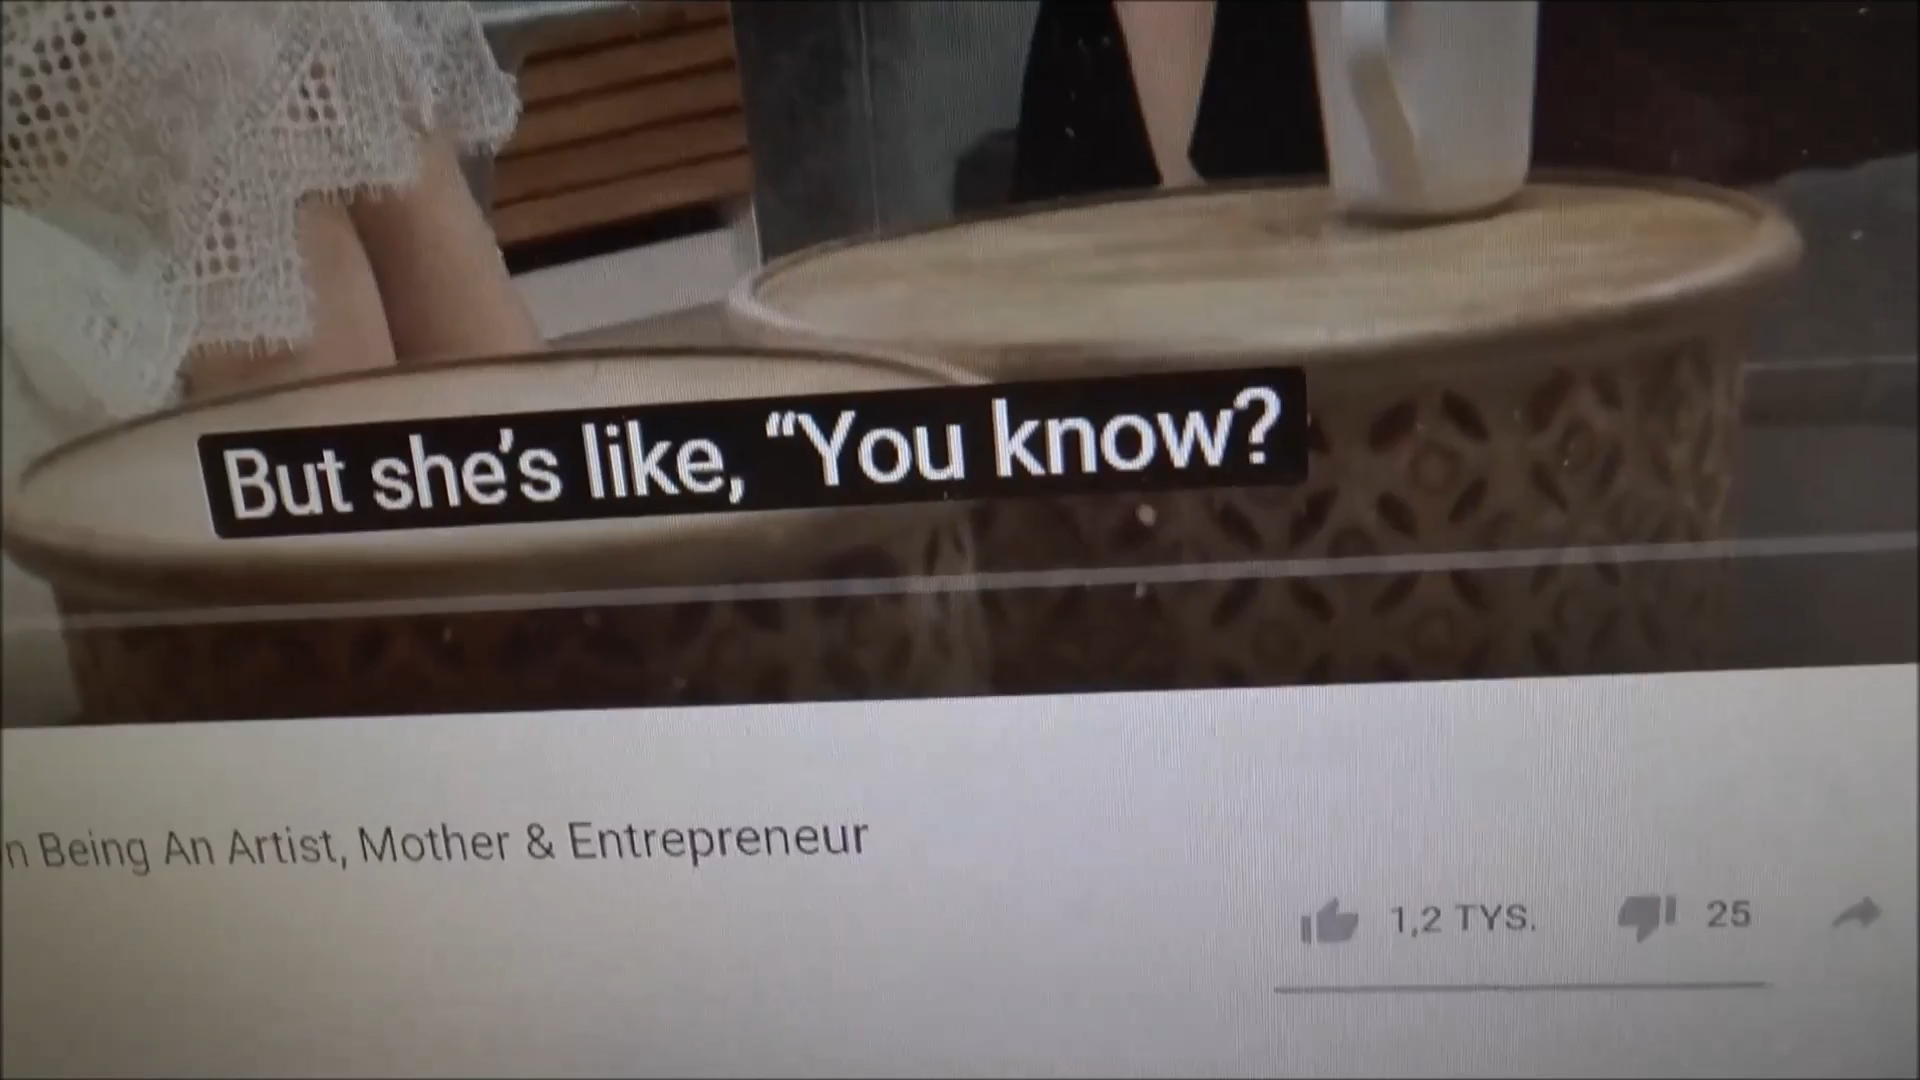 But she's like, “You know?
n Being An Artist, Mother & Entrepreneur
1,2 TYS. 25